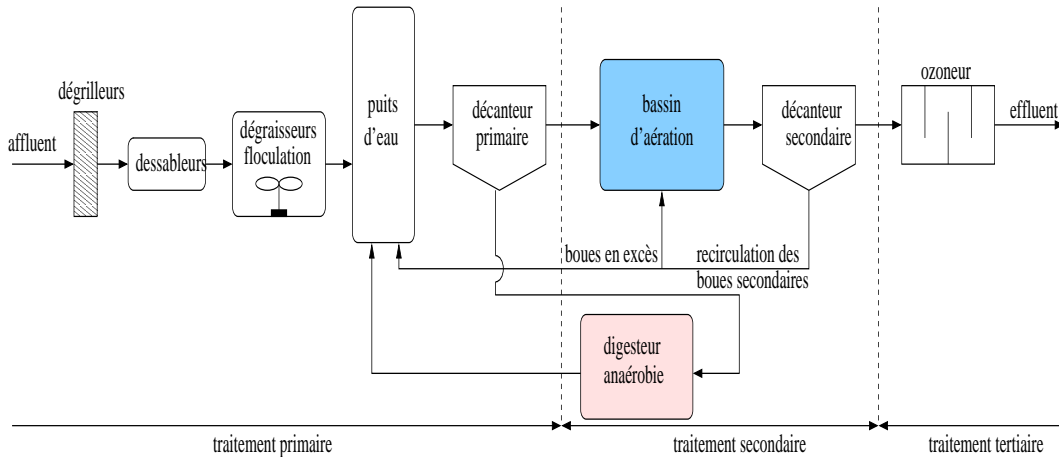 dégrilleurs
affluent
dessableurs
dégraisseurs
floculation
puits
d'eau
décanteur
primaire
bassin
d'aération
décanteur
secondaire
ozoneur
effluent
boues en excès
recirculation des
boues secondaires
digesteur
anaérobie
traitement primaire
traitement secondaire
traitement tertiaire